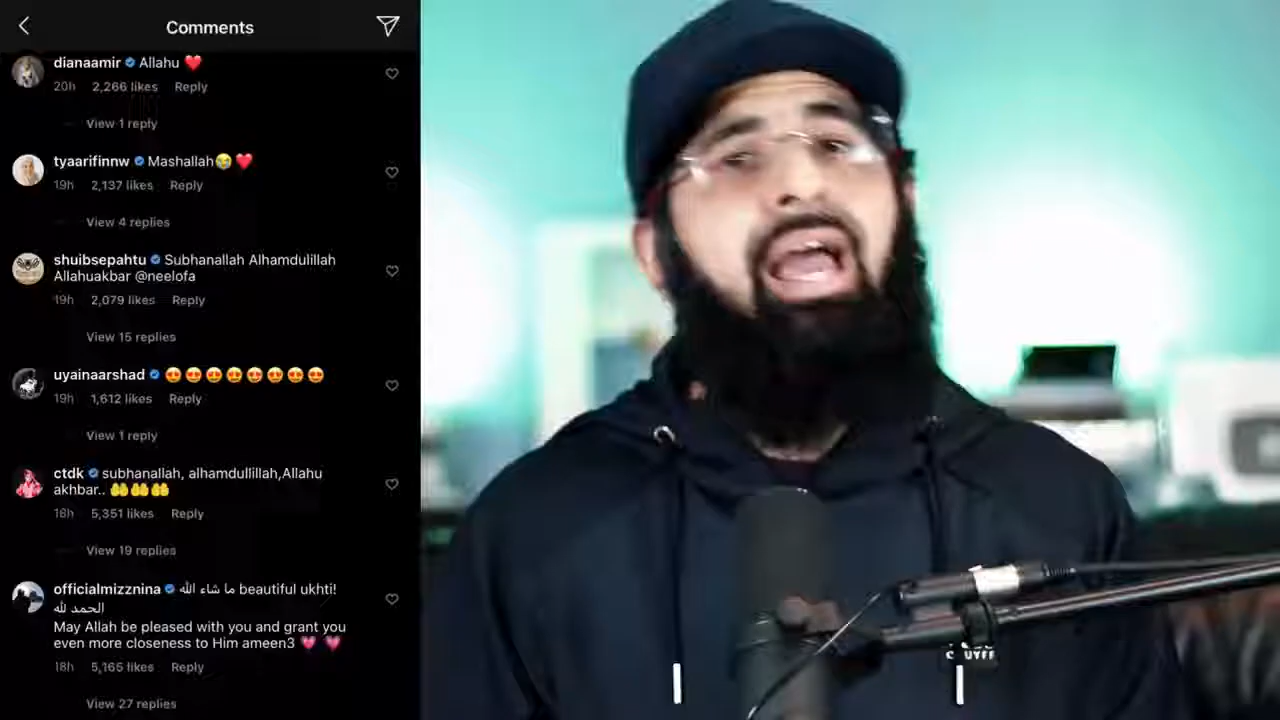 Comments
dianaamir Allahu ❤️
20h 2,266 likes Reply
View 1 reply
tyaarifinnw Mashallah😭❤️
19h 2,137 likes Reply
View 4 replies
shuibsepahtu Subhanallah Alhamdulillah
Allahuakbar @neelofa
19h 2,079 likes Reply
View 15 replies
uyainaarshad 😍😍😍😍😍😍😍😍
19h 1,612 likes Reply
View 1 reply
ctdk subhanallah, alhamdullillah,Allahu
akhbar.. 🤲🤲🤲
18h 5,351 likes Reply
View 19 replies
officialmizznina ما شاء الله beautiful ukhti!
الحمد لله
May Allah be pleased with you and grant you
even more closeness to Him ameen3 💗 💗
18h 5,165 likes Reply
View 27 replies